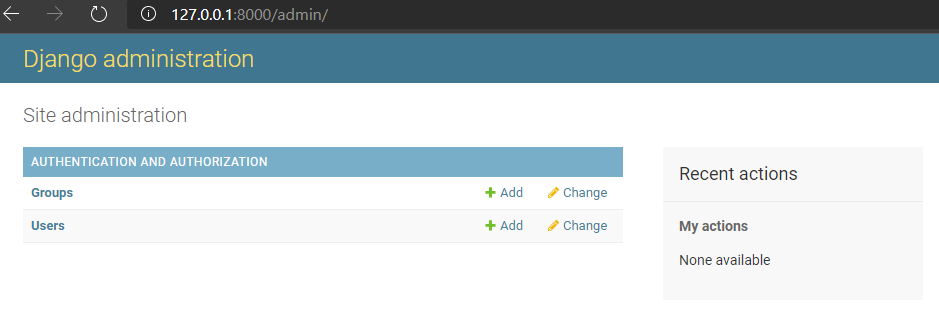 127.0.0.1:8000/admin/
Django administration
Site administration
AUTHENTICATION AND AUTHORIZATION
Groups Add Change
Users Add Change
Recent actions
My actions
None available